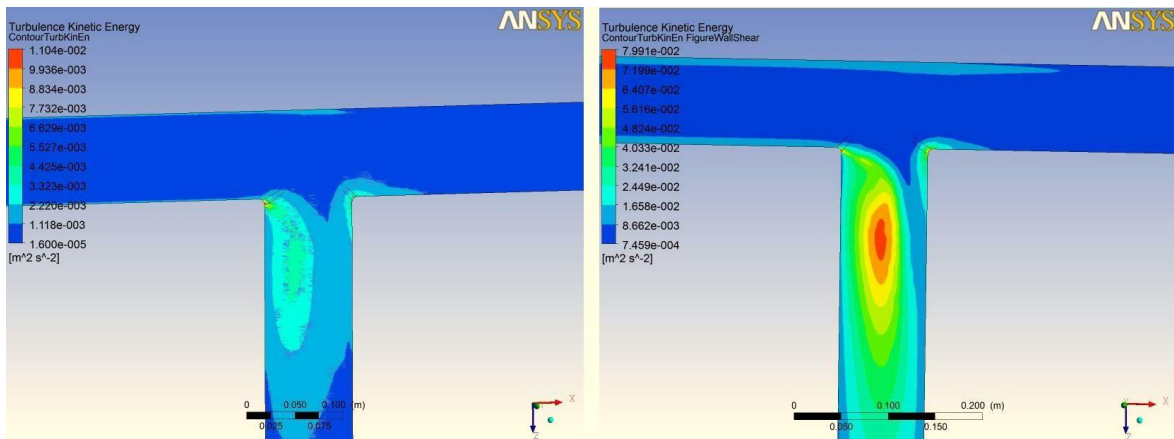 ANSYS
Turbulence Kinetic Energy
ContourTurbKinEn
1.104e-002
9.936e-003
8.834e-003
7.732e-003
6.629e-003
5.527e-003
4.425e-003
3.323e-003
2.220e-003
1.118e-003
1.600e-005
[m^2 s^-2]
0 0.050 0.100 (m)
0.025 0.075
X
Z
ANSYS
Turbulence Kinetic Energy
ContourTurbKinEn FigureWallShear
7.991e-002
7.199e-002
6.407e-002
5.616e-002
4.824e-002
4.033e-002
3.241e-002
2.449e-002
1.658e-002
8.662e-003
7.459e-004
[m^2 s^-2]
0 0.100 0.200 (m)
0.050 0.150
X
Z